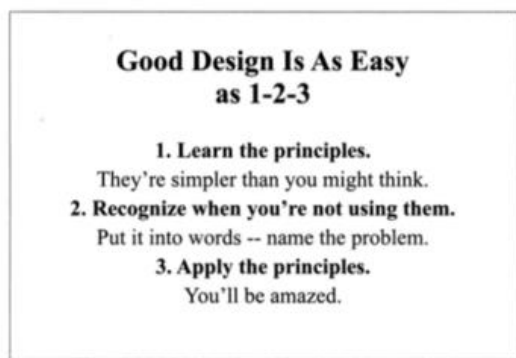 Good Design Is As Easy
as 1-2-3
1. Learn the principles.
They're simpler than you might think.
2. Recognize when you're not using them.
Put it into words -- name the problem.
3. Apply the principles.
You'll be amazed.